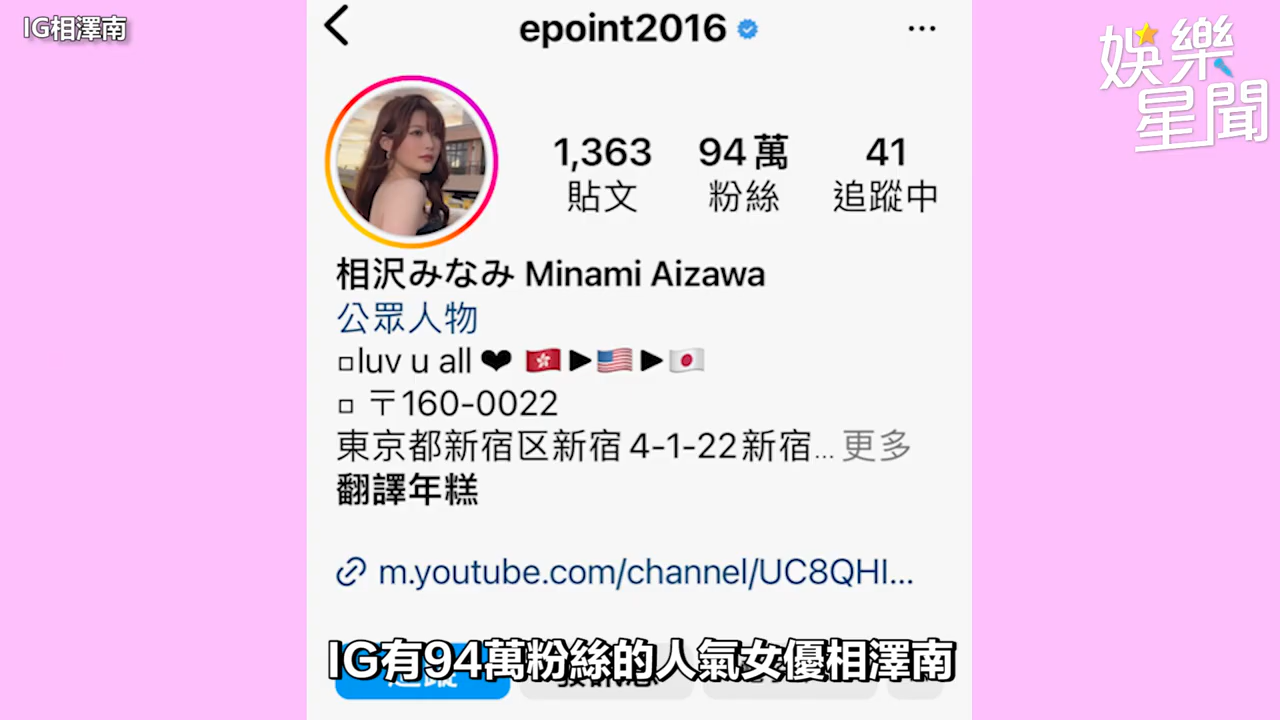 IG相澤南
娛樂
星聞
epoint2016
1,363 94萬 41
貼文 粉絲 追蹤中
相沢みなみ Minami Aizawa
公眾人物
luv u all ❤ 🇭🇰▶🇺🇸▶🇯🇵
〒160-0022
東京都新宿区新宿4-1-22新宿... 更多
翻譯年糕
m.youtube.com/channel/UC8QHI...
IG有94萬粉絲的人氣女優相澤南